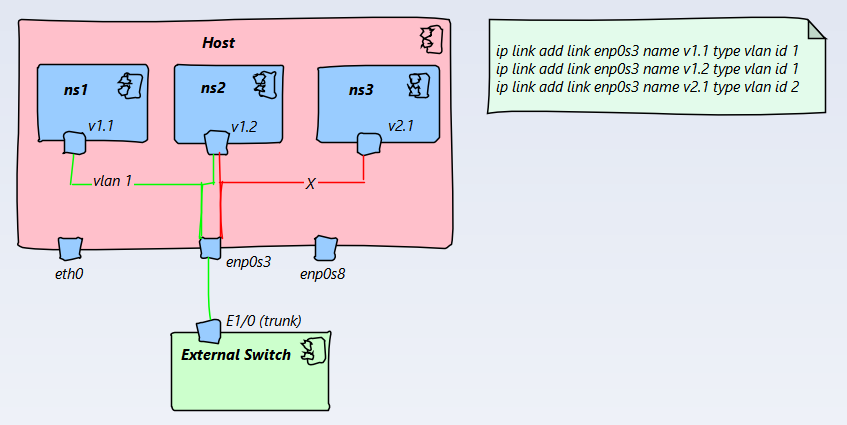 Host
ns1
ns2
ns3
v1.1
v1.2
v2.1
vlan 1
X
eth0
enp0s3
enp0s8
E1/0 (trunk)
External Switch
ip link add link enp0s3 name v1.1 type vlan id 1
ip link add link enp0s3 name v1.2 type vlan id 1
ip link add link enp0s3 name v2.1 type vlan id 2